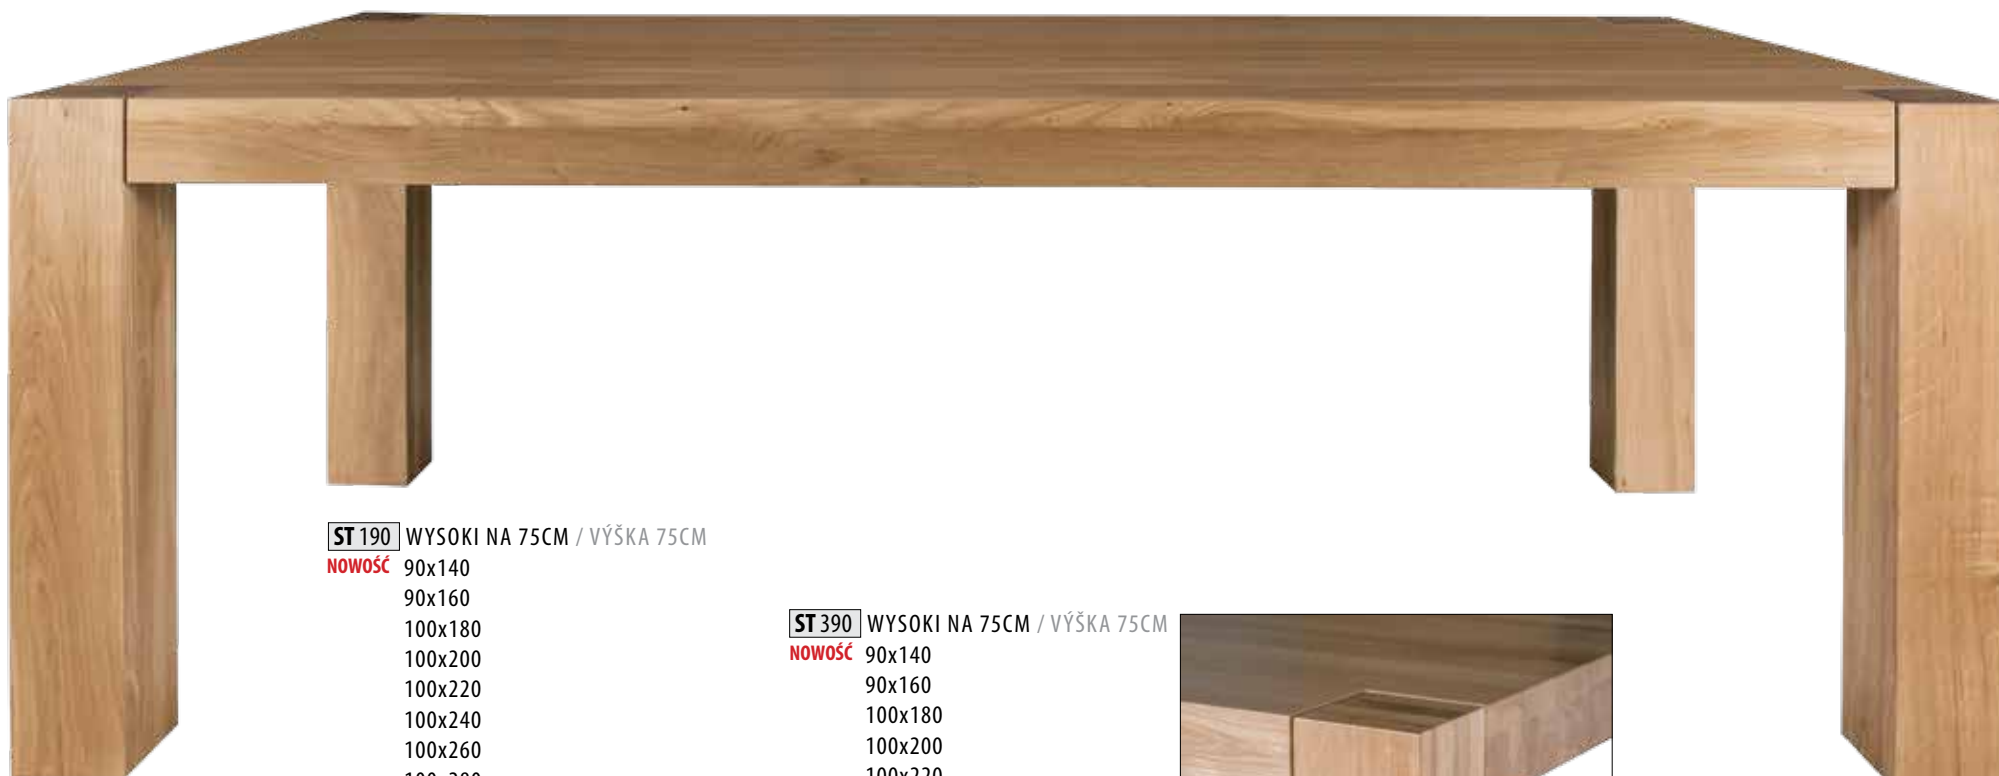 ST 190 WYSOKI NA 75CM / VÝŠKA 75CM
NOWOŚĆ 90x140
90x160
100x180
100x200
100x220
100x240
100x260
ST 390 WYSOKI NA 75CM / VÝŠKA 75CM
NOWOŚĆ 90x140
90x160
100x180
100x200
100x220